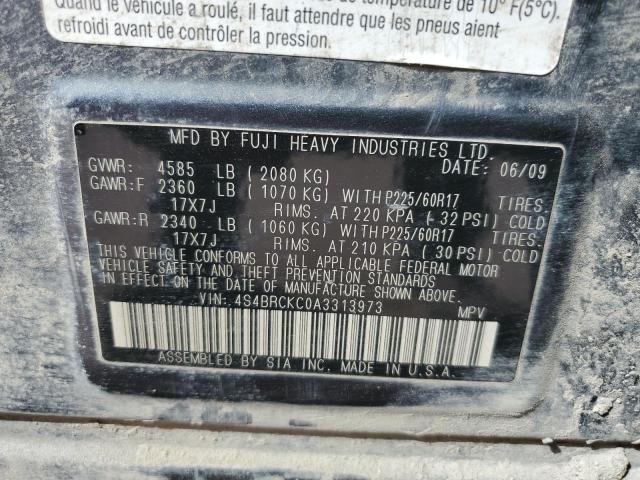 de température de 10° F(5°C).
Quand le véhicule a roulé, il faut attendre que les pneus aient
refroidi avant de contrôler la pression.
MFD BY FUJI HEAVY INDUSTRIES LTD.
GVWR: 4585 LB (2080 KG) DATE: 06/09
GAWR:F 2360 LB (1070 KG) WITH P225/60R17 TIRES.
17X7J RIMS. AT 220 KPA (32 PSI) COLD
GAWR:R 2340 LB (1060 KG) WITH P225/60R17 TIRES.
17X7J RIMS. AT 210 KPA (30 PSI) COLD
THIS VEHICLE CONFORMS TO ALL APPLICABLE FEDERAL MOTOR
VEHICLE SAFETY AND THEFT PREVENTION STANDARDS
IN EFFECT ON THE DATE OF MANUFACTURE SHOWN ABOVE.
VIN: 4S4BRCKC0A3313973 MPV
ASSEMBLED BY SIA INC. MADE IN U.S.A.